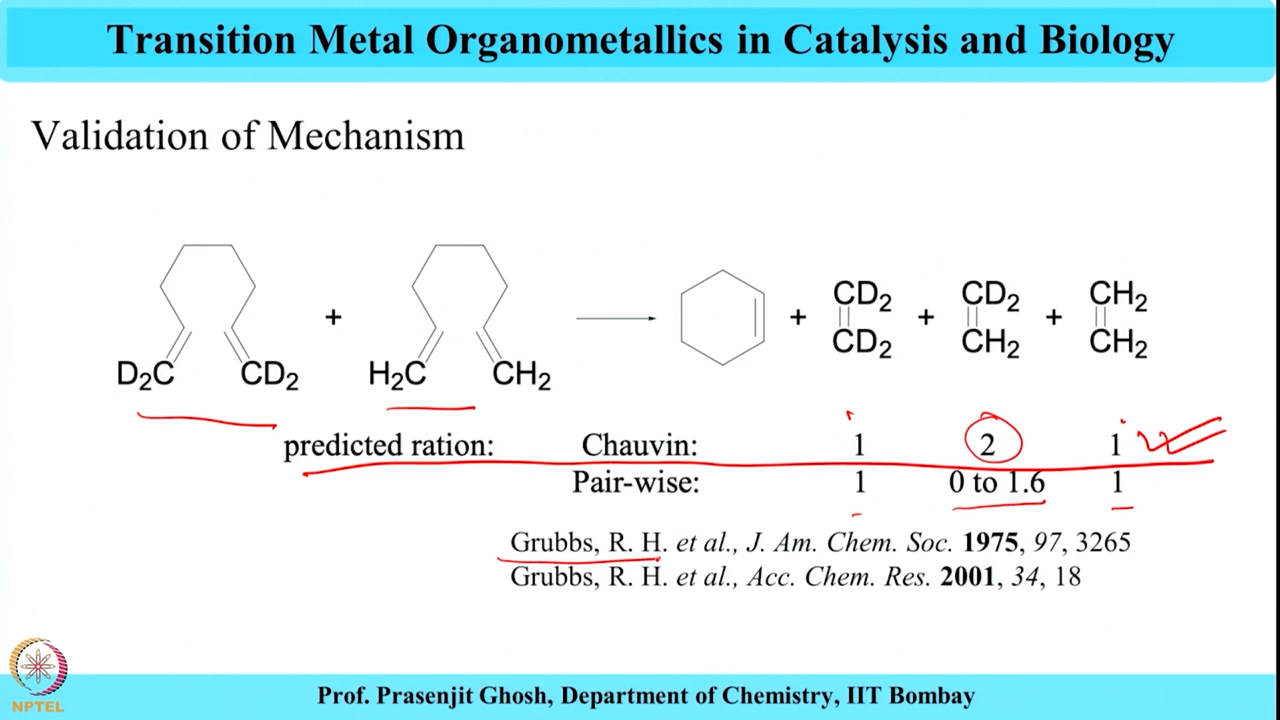 Transition Metal Organometallics in Catalysis and Biology
Validation of Mechanism
D2C CD2 + H2C CH2 + CD2 CD2 + CD2 CH2 + CH2 CH2
predicted ration: Chauvin: 1 2 1
Pair-wise: 1 0 to 1.6 1
Grubbs, R. H. et al., J. Am. Chem. Soc. 1975, 97, 3265
Grubbs, R. H. et al., Acc. Chem. Res. 2001, 34, 18
NPTEL
Prof. Prasenjit Ghosh, Department of Chemistry, IIT Bombay